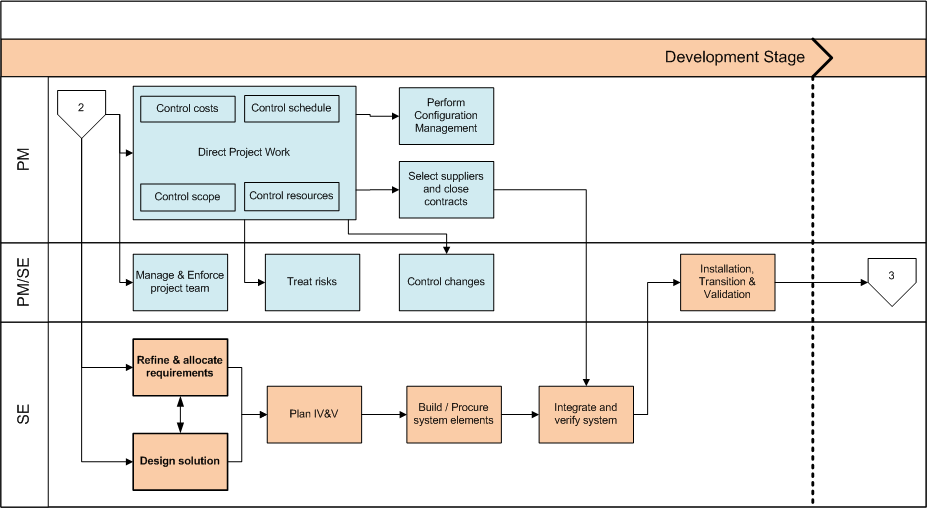 Development Stage
PM
2
Control costs
Control schedule
Direct Project Work
Control scope
Control resources
Perform
Configuration
Management
Select suppliers
and close
contracts
PM/SE
Manage & Enforce
project team
Treat risks
Control changes
Installation,
Transition &
Validation
3
SE
Refine & allocate
requirements
Design solution
Plan IV&V
Build / Procure
system elements
Integrate and
verify system